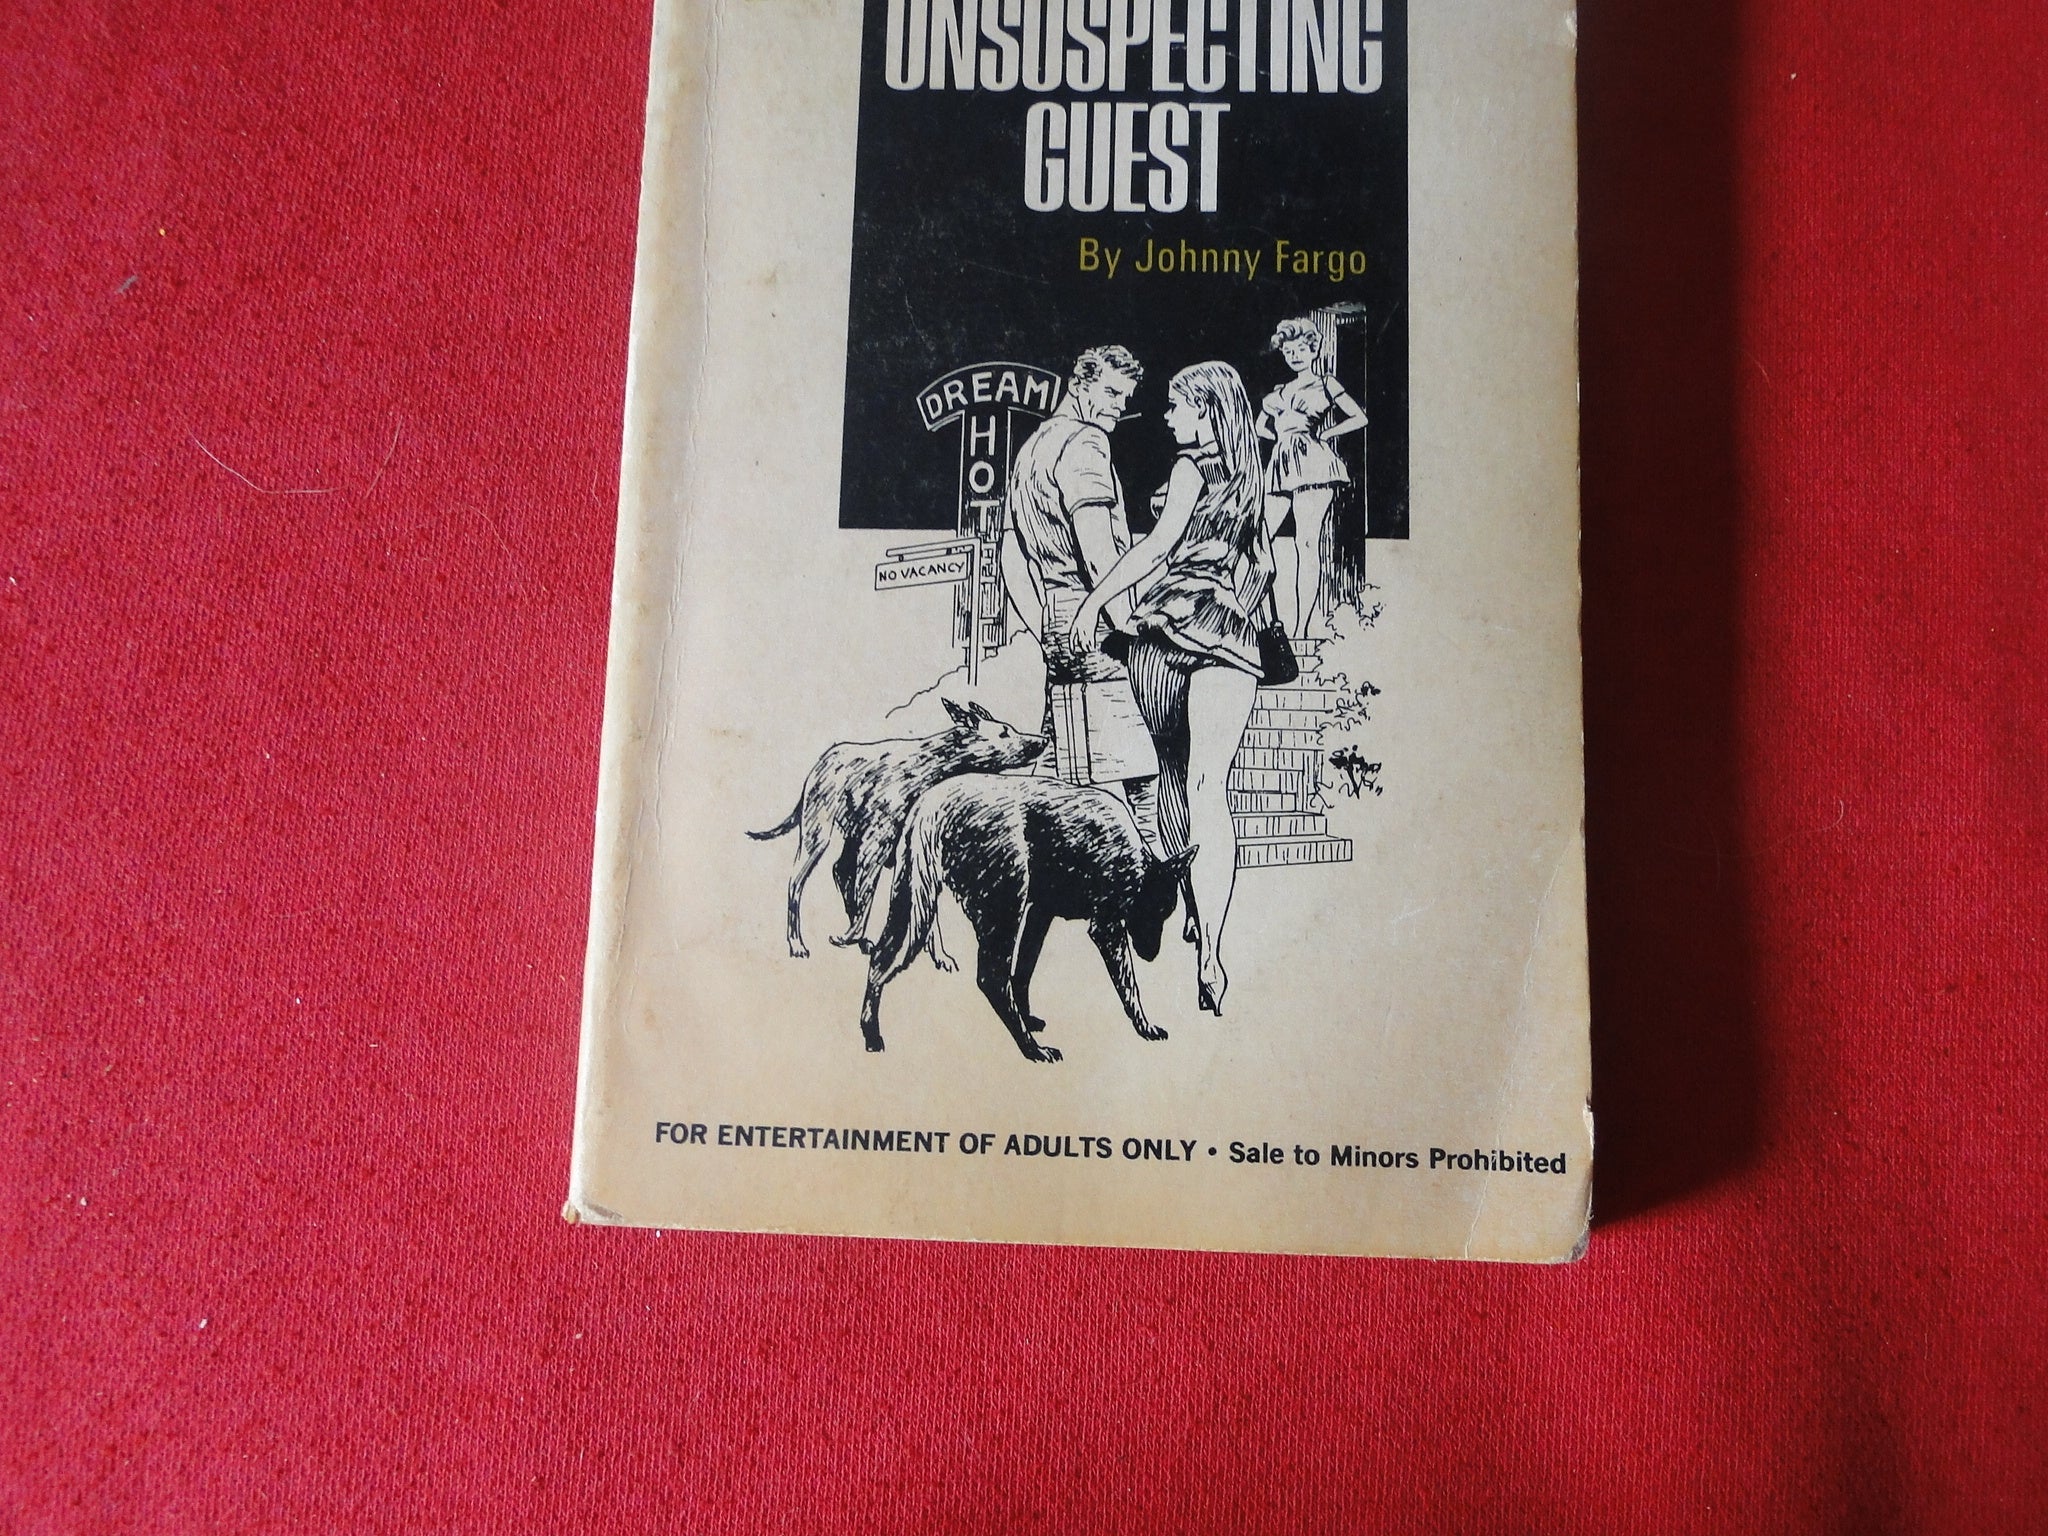 UNSUSPECTING
GUEST
By Johnny Fargo
DREAM
HOT
NO VACANCY
FOR ENTERTAINMENT OF ADULTS ONLY • Sale to Minors Prohibited